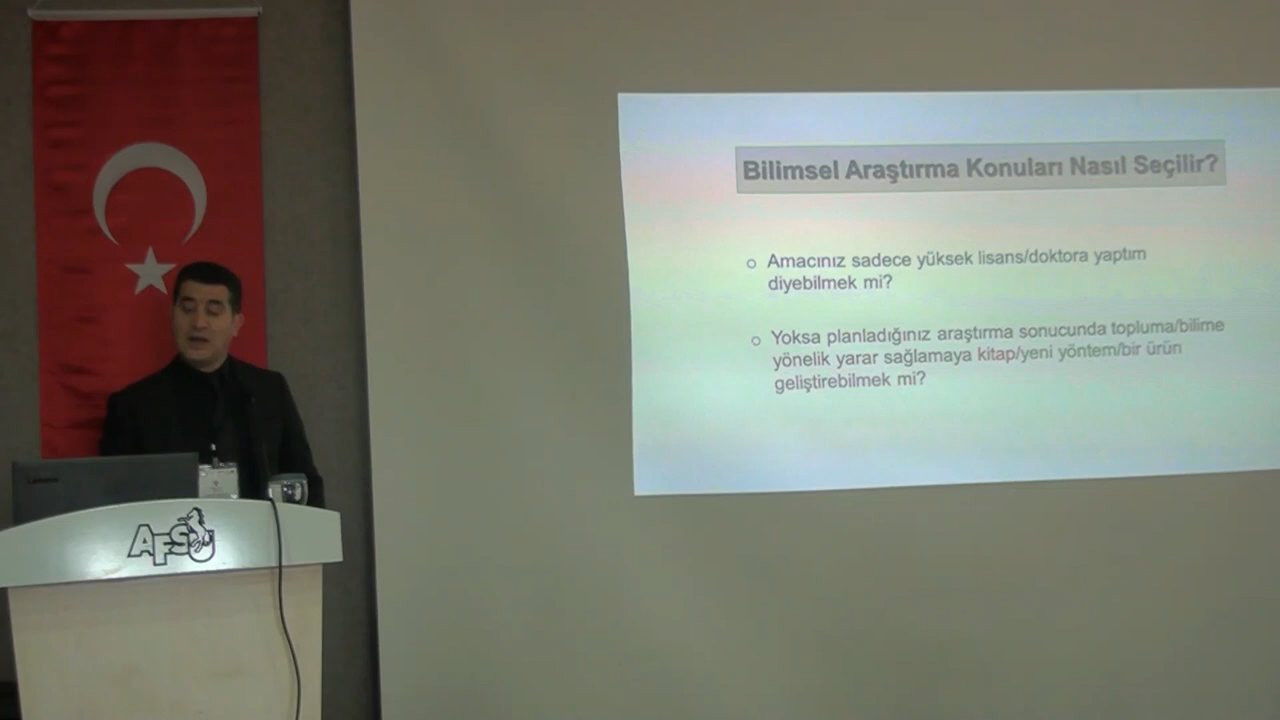 Bilimsel Araştırma Konuları Nasıl Seçilir?
Amacınız sadece yüksek lisans/doktora yaptım
diyebilmek mi?
Yoksa planladığınız araştırma sonucunda topluma/bilime
yönelik yarar sağlamaya kitap/yeni yöntem/bir ürün
geliştirebilmek mi?
AFSÜ